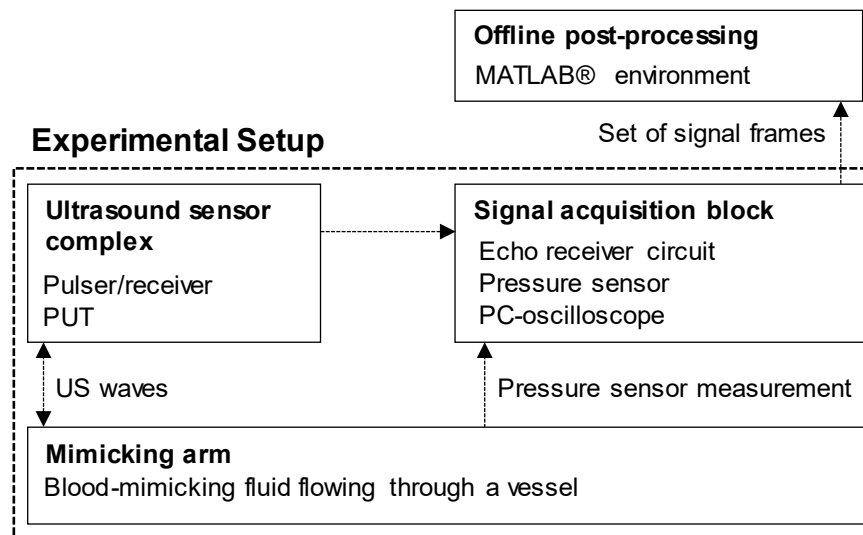 Offline post-processing
MATLAB® environment
Set of signal frames
Experimental Setup
Ultrasound sensor
complex
Pulser/receiver
PUT
Signal acquisition block
Echo receiver circuit
Pressure sensor
PC-oscilloscope
US waves
Pressure sensor measurement
Mimicking arm
Blood-mimicking fluid flowing through a vessel